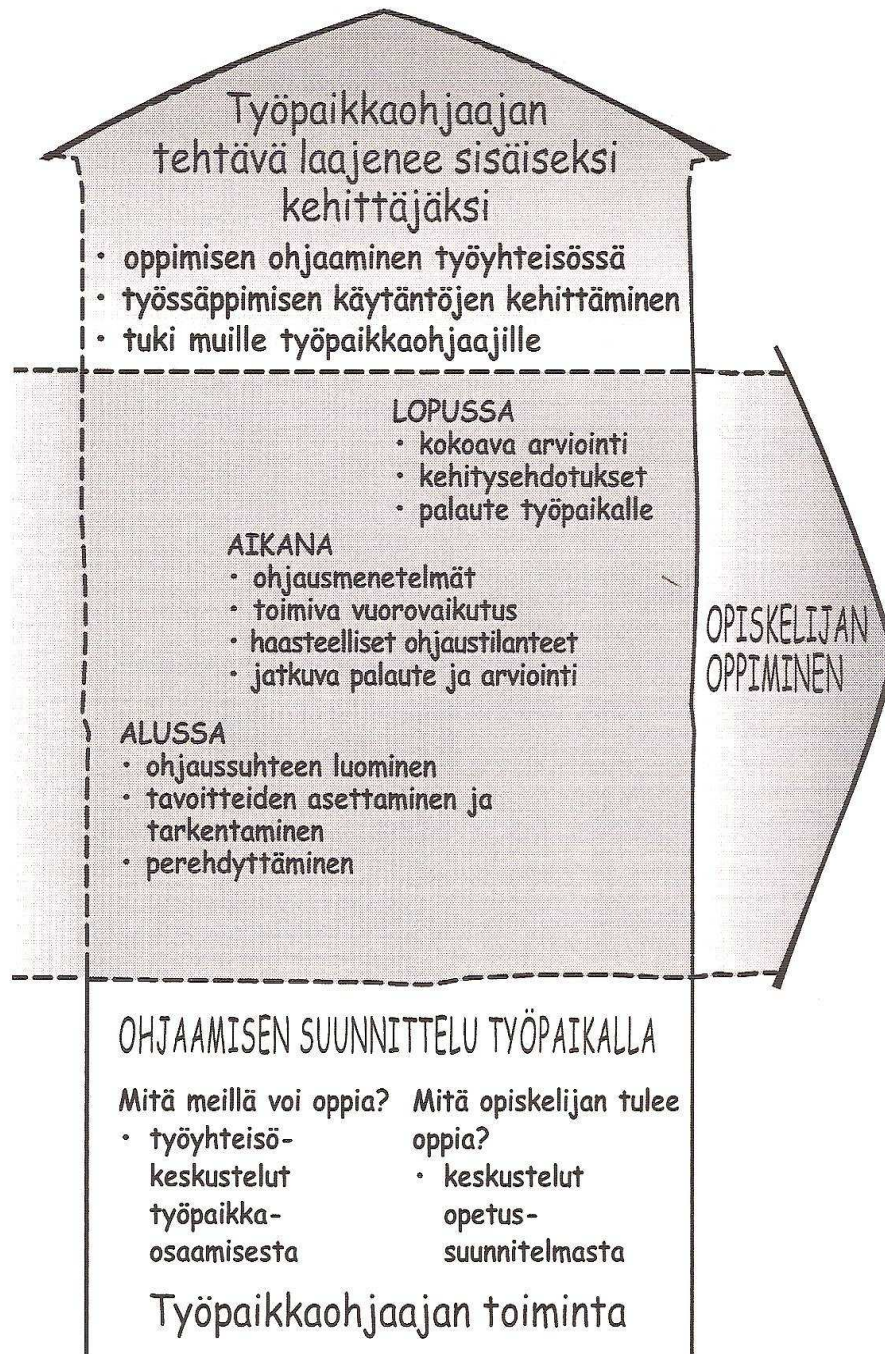 Työpaikkaohjaajan
tehtävä laajenee sisäiseksi
kehittäjäksi
• oppimisen ohjaaminen työyhteisössä
• työssäppimisen käytäntöjen kehittäminen
• tuki muille työpaikkaohjaajille
LOPUSSA
• kokoava arviointi
• kehitysehdotukset
• palaute työpaikalle
AIKANA
• ohjausmenetelmät
• toimiva vuorovaikutus
• haasteelliset ohjaustilanteet
• jatkuva palaute ja arviointi
OPISKELIJAN
OPPIMINEN
ALUSSA
• ohjaussuhteen luominen
• tavoitteiden asettaminen ja
tarkentaminen
• perehdyttäminen
OHJAAMISEN SUUNNITTELU TYÖPAIKALLA
Mitä meillä voi oppia?
• työyhteisö-
keskustelut
työpaikka-
osaamisesta
Mitä opiskelijan tulee
oppia?
• keskustelut
opetus-
suunnitelmasta
Työpaikkaohjaajan toiminta